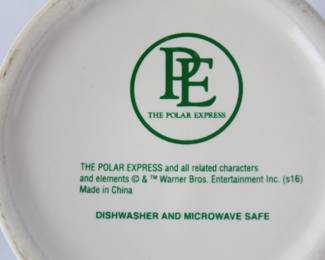 PE
THE POLAR EXPRESS
THE POLAR EXPRESS and all related characters
and elements © & ™ Warner Bros. Entertainment Inc. (s16)
Made in China
DISHWASHER AND MICROWAVE SAFE